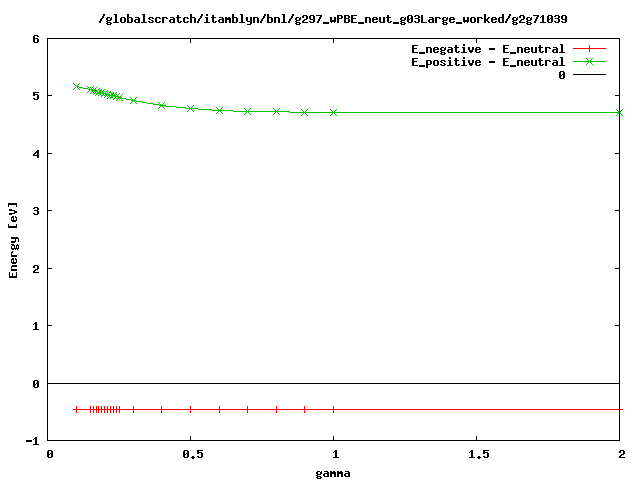 /globalscratch/itamblyn/bnl/g297_wPBE_neut_g03Large_worked/g2g71039
E_negative - E_neutral
E_positive - E_neutral
0
6
5
4
3
2
1
0
-1
Energy [eV]
0 0.5 1 1.5 2
gamma